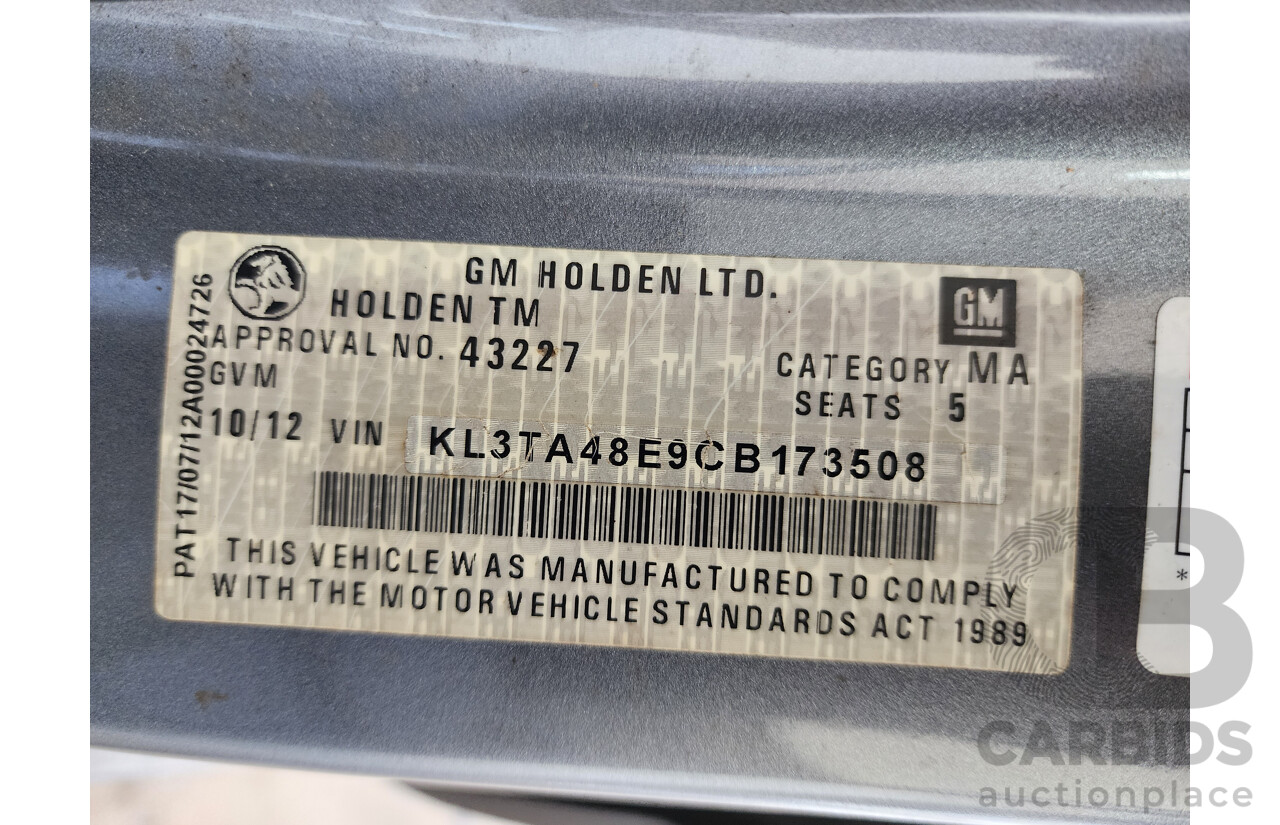 GM HOLDEN LTD.
HOLDEN TM
GM
APPROVAL NO. 43227
CATEGORY MA
GVM
SEATS 5
10/12 VIN KL3TA48E9CB173508
THIS VEHICLE WAS MANUFACTURED TO COMPLY
WITH THE MOTOR VEHICLE STANDARDS ACT 1989
PAT17/07/12A00024726
*
CB
CARBIDS
auctionplace